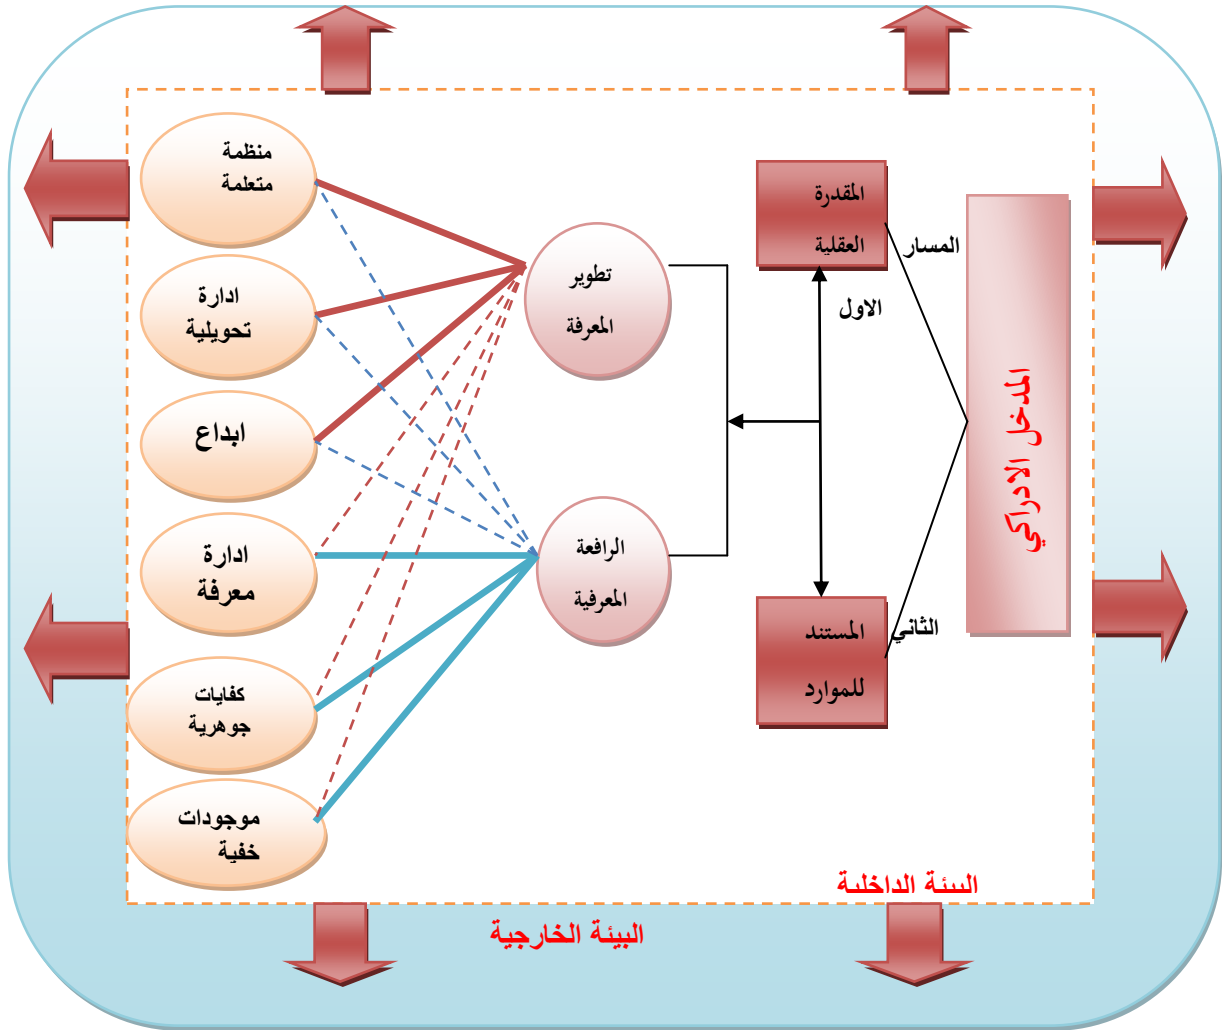 المدخل الادراكي
المسار
الاول
الثاني
المقدرة
العقلية
المستند
للموارد
تطوير
المعرفة
الرافعة
المعرفية
منظمة
متعلمة
ادارة
تحويلية
ابداع
ادارة
معرفة
كفايات
جوهرية
موجودات
خفية
البيئة الداخلية
البيئة الخارجية